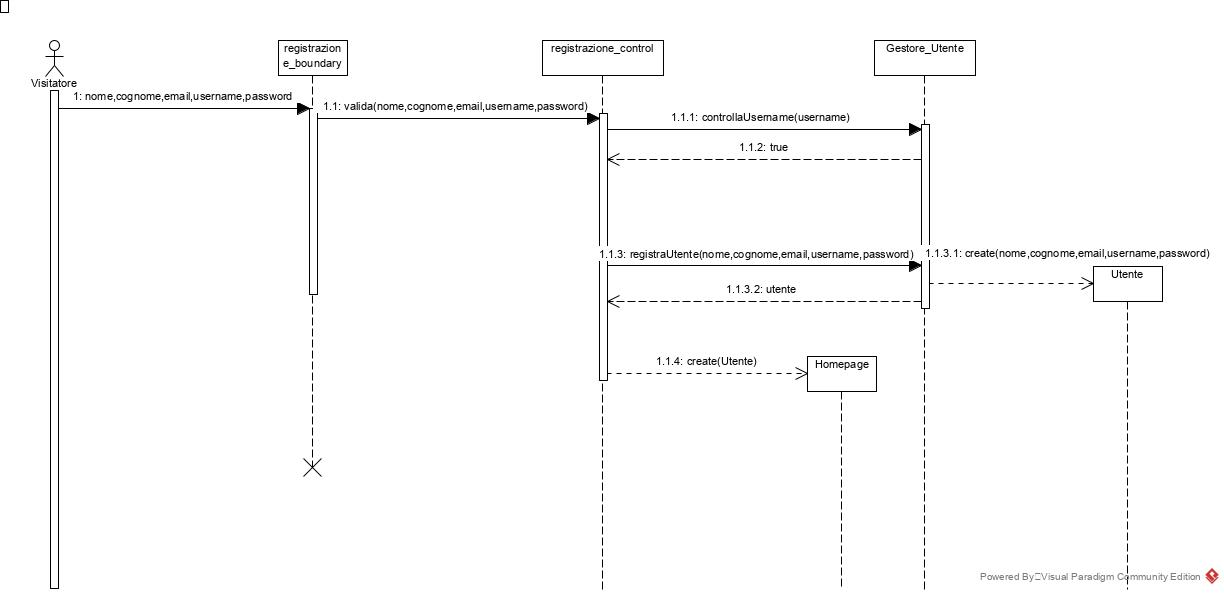 registrazion
e_boundary
registrazione_control
Gestore_Utente
Visitatore
1: nome,cognome,email,username,password
1.1: valida(nome,cognome,email,username,password)
1.1.1: controllaUsername(username)
1.1.2: true
1.1.3: registraUtente(nome,cognome,email,username,password)
1.1.3.1: create(nome,cognome,email,username,password)
Utente
1.1.3.2: utente
1.1.4: create(Utente)
Homepage
Powered By Visual Paradigm Community Edition